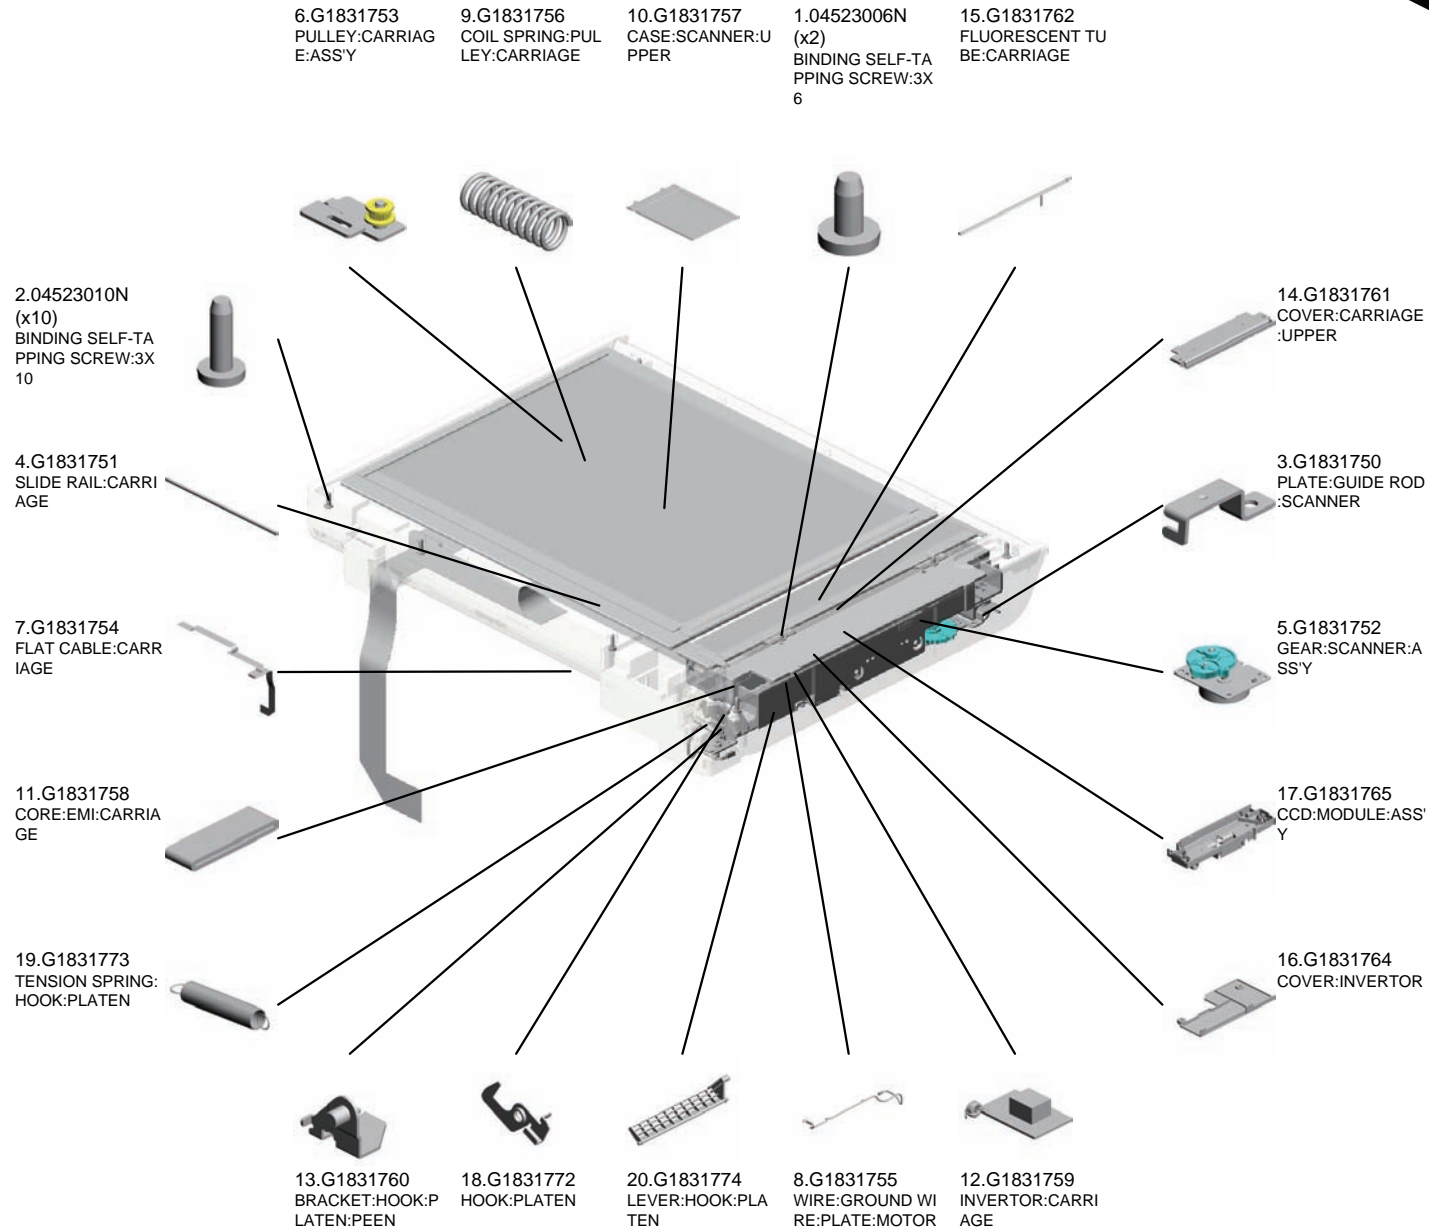 6.G1831753
PULLEY:CARRIAG
E:ASS'Y
9.G1831756
COIL SPRING:PUL
LEY:CARRIAGE
10.G1831757
CASE:SCANNER:U
PPER
1.04523006N
(x2)
BINDING SELF-TA
PPING SCREW:3X
6
15.G1831762
FLUORESCENT TU
BE:CARRIAGE
2.04523010N
(x10)
BINDING SELF-TA
PPING SCREW:3X
10
14.G1831761
COVER:CARRIAGE
:UPPER
4.G1831751
SLIDE RAIL:CARRI
AGE
3.G1831750
PLATE:GUIDE ROD
:SCANNER
7.G1831754
FLAT CABLE:CARR
IAGE
5.G1831752
GEAR:SCANNER:A
SS'Y
11.G1831758
CORE:EMI:CARRIA
GE
17.G1831765
CCD:MODULE:ASS'
Y
19.G1831773
TENSION SPRING:
HOOK:PLATEN
16.G1831764
COVER:INVERTOR
13.G1831760
BRACKET:HOOK:P
LATEN:PEEN
18.G1831772
HOOK:PLATEN
20.G1831774
LEVER:HOOK:PLA
TEN
8.G1831755
WIRE:GROUND WI
RE:PLATE:MOTOR
12.G1831759
INVERTOR:CARRI
AGE